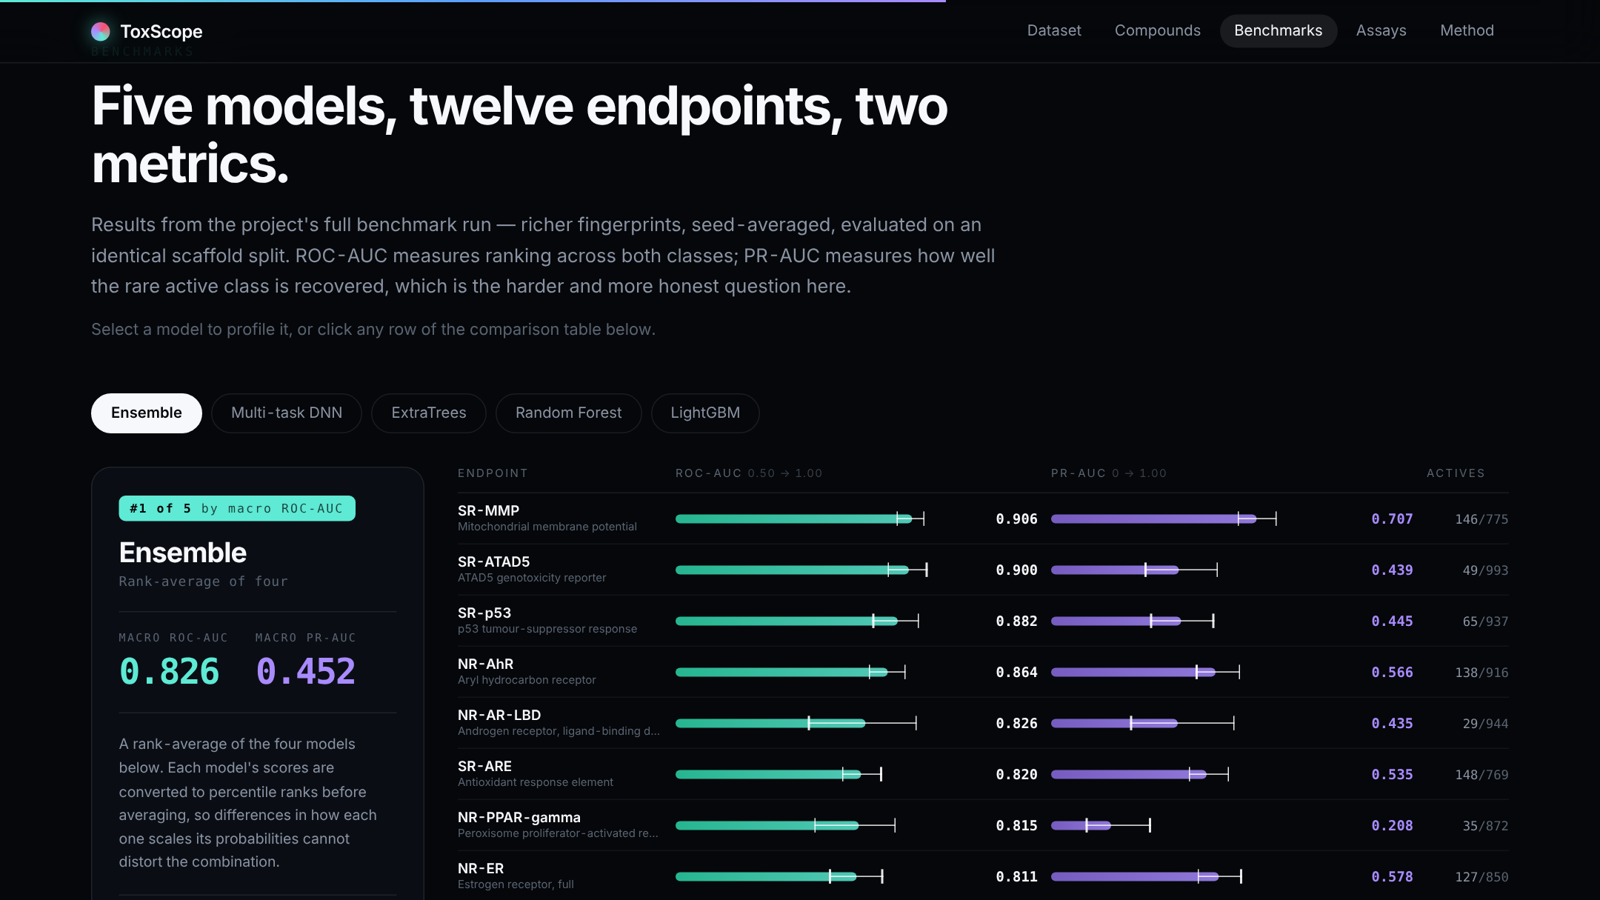 ToxScope
Dataset
Compounds
Benchmarks
Assays
Method
BENCHMARKS
Five models, twelve endpoints, two
metrics.
Results from the project's full benchmark run — richer fingerprints, seed-averaged, evaluated on an
identical scaffold split. ROC-AUC measures ranking across both classes; PR-AUC measures how well
the rare active class is recovered, which is the harder and more honest question here.
Select a model to profile it, or click any row of the comparison table below.
Ensemble
Multi-task DNN
ExtraTrees
Random Forest
LightGBM
#1 of 5 by macro ROC-AUC
Ensemble
Rank-average of four
MACRO ROC-AUC MACRO PR-AUC
0.826 0.452
A rank-average of the four models
below. Each model's scores are
converted to percentile ranks before
averaging, so differences in how each
one scales its probabilities cannot
distort the combination.
ENDPOINT ROC-AUC 0.50 → 1.00 PR-AUC 0 → 1.00 ACTIVES
SR-MMP
Mitochondrial membrane potential
0.906 0.707 146/775
SR-ATAD5
ATAD5 genotoxicity reporter
0.900 0.439 49/993
SR-p53
p53 tumour-suppressor response
0.882 0.445 65/937
NR-AhR
Aryl hydrocarbon receptor
0.864 0.566 138/916
NR-AR-LBD
Androgen receptor, ligand-binding d…
0.826 0.435 29/944
SR-ARE
Antioxidant response element
0.820 0.535 148/769
NR-PPAR-gamma
Peroxisome proliferator-activated re…
0.815 0.208 35/872
NR-ER
Estrogen receptor, full
0.811 0.578 127/850